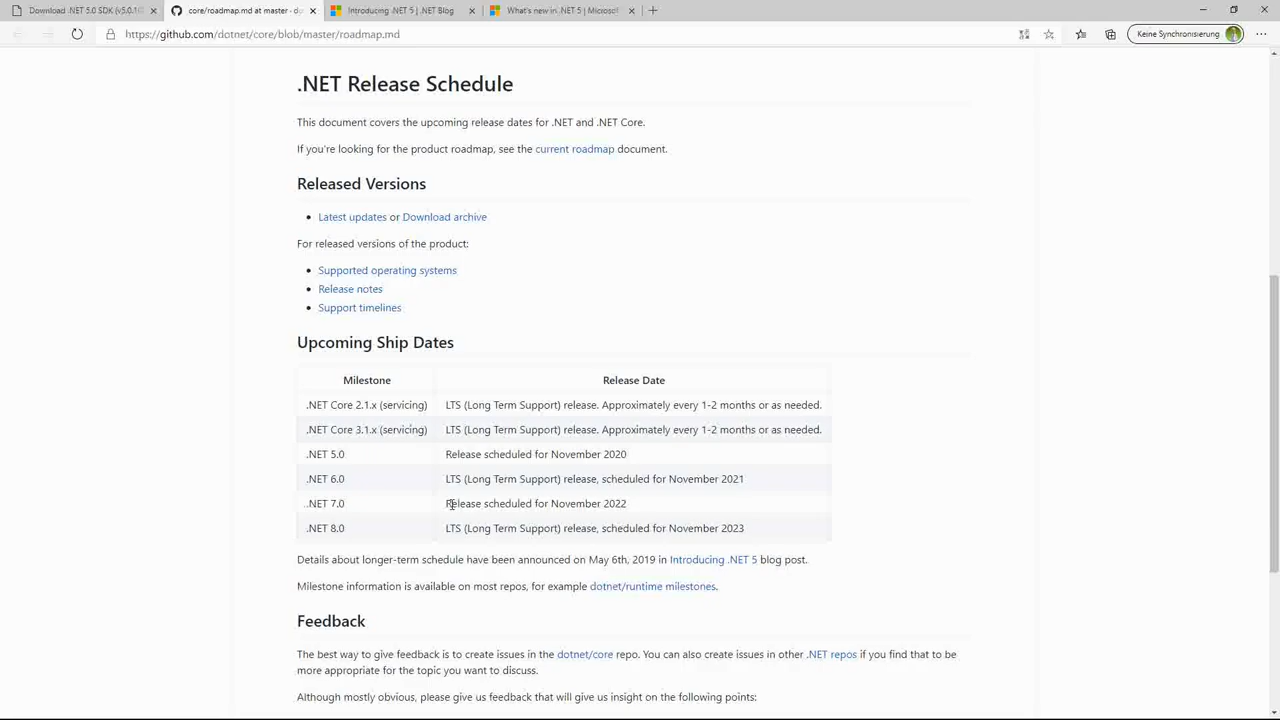 Download .NET 5.0 SDK (v5.0.10
core/roadmap.md at master · do
Introducing .NET 5 | .NET Blog
What's new in .NET 5 | Microsof
https://github.com/dotnet/core/blob/master/roadmap.md
Keine Synchronisierung
.NET Release Schedule
This document covers the upcoming release dates for .NET and .NET Core.
If you're looking for the product roadmap, see the current roadmap document.
Released Versions
• Latest updates or Download archive
For released versions of the product:
• Supported operating systems
• Release notes
• Support timelines
Upcoming Ship Dates
Milestone Release Date
.NET Core 2.1.x (servicing) LTS (Long Term Support) release. Approximately every 1-2 months or as needed.
.NET Core 3.1.x (servicing) LTS (Long Term Support) release. Approximately every 1-2 months or as needed.
.NET 5.0 Release scheduled for November 2020
.NET 6.0 LTS (Long Term Support) release, scheduled for November 2021
.NET 7.0 Release scheduled for November 2022
.NET 8.0 LTS (Long Term Support) release, scheduled for November 2023
Details about longer-term schedule have been announced on May 6th, 2019 in Introducing .NET 5 blog post.
Milestone information is available on most repos, for example dotnet/runtime milestones.
Feedback
The best way to give feedback is to create issues in the dotnet/core repo. You can also create issues in other .NET repos if you find that to be
more appropriate for the topic you want to discuss.
Although mostly obvious, please give us feedback that will give us insight on the following points: